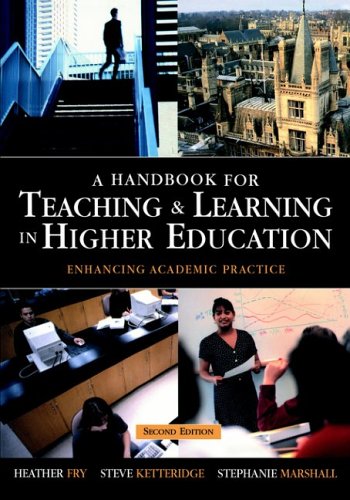 A HANDBOOK FOR
TEACHING & LEARNING
IN HIGHER EDUCATION
ENHANCING ACADEMIC PRACTICE
SECOND EDITION
HEATHER FRY STEVE KETTERIDGE STEPHANIE MARSHALL